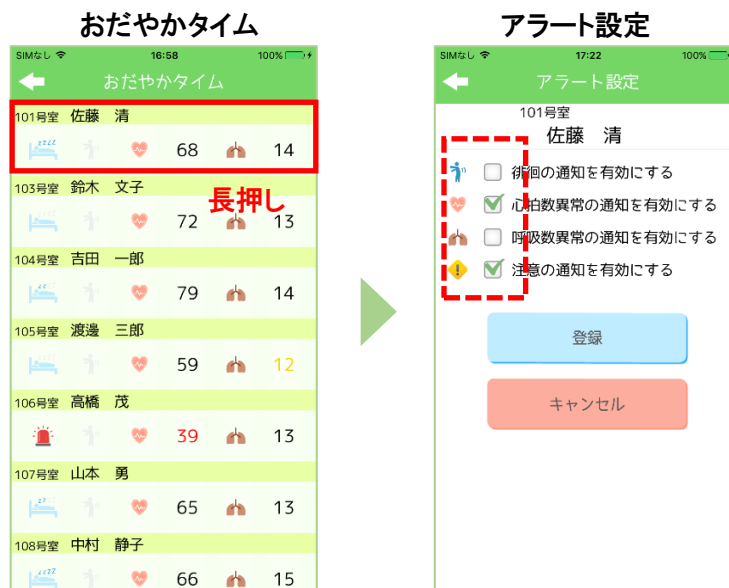 おだやかタイム
SIMなし 16:58 100%
おだやかタイム
101号室 佐藤 清
zzzz 68 14
103号室 鈴木 文子
長押し
72 13
104号室 吉田 一郎
79 14
105号室 渡邊 三郎
59 12
106号室 高橋 茂
39 13
107号室 山本 勇
65 13
108号室 中村 静子
66 15
アラート設定
SIMなし 17:22 100%
アラート設定
101号室
佐藤 清
徘徊の通知を有効にする
心拍数異常の通知を有効にする
呼吸数異常の通知を有効にする
注意の通知を有効にする
登録
キャンセル